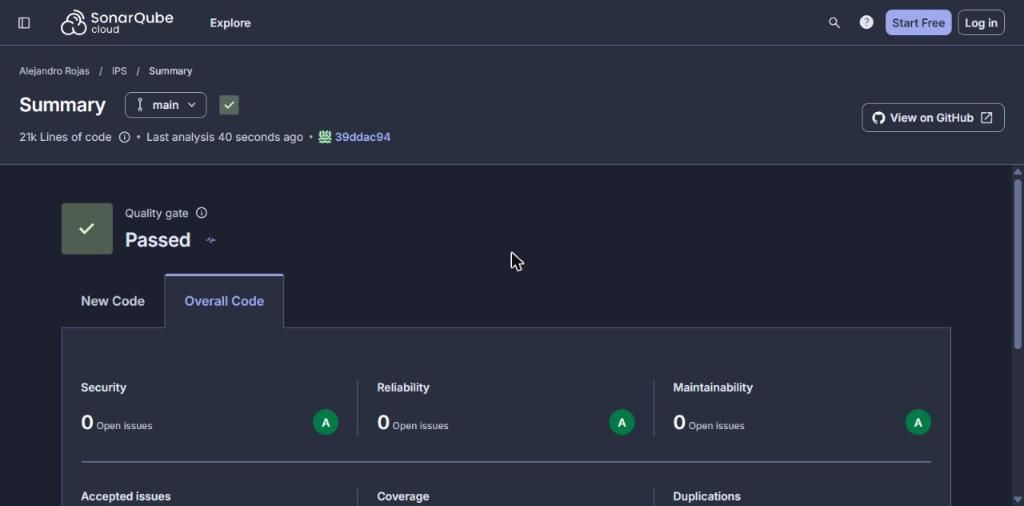 SonarQube cloud
Explore
Start Free
Log in
Alejandro Rojas / IPS / Summary
Summary
main
View on GitHub
21k Lines of code • Last analysis 40 seconds ago • 39ddac94
Quality gate
Passed
New Code
Overall Code
Security
Reliability
Maintainability
0 Open issues A
0 Open issues A
0 Open issues A
Accepted issues
Coverage
Duplications